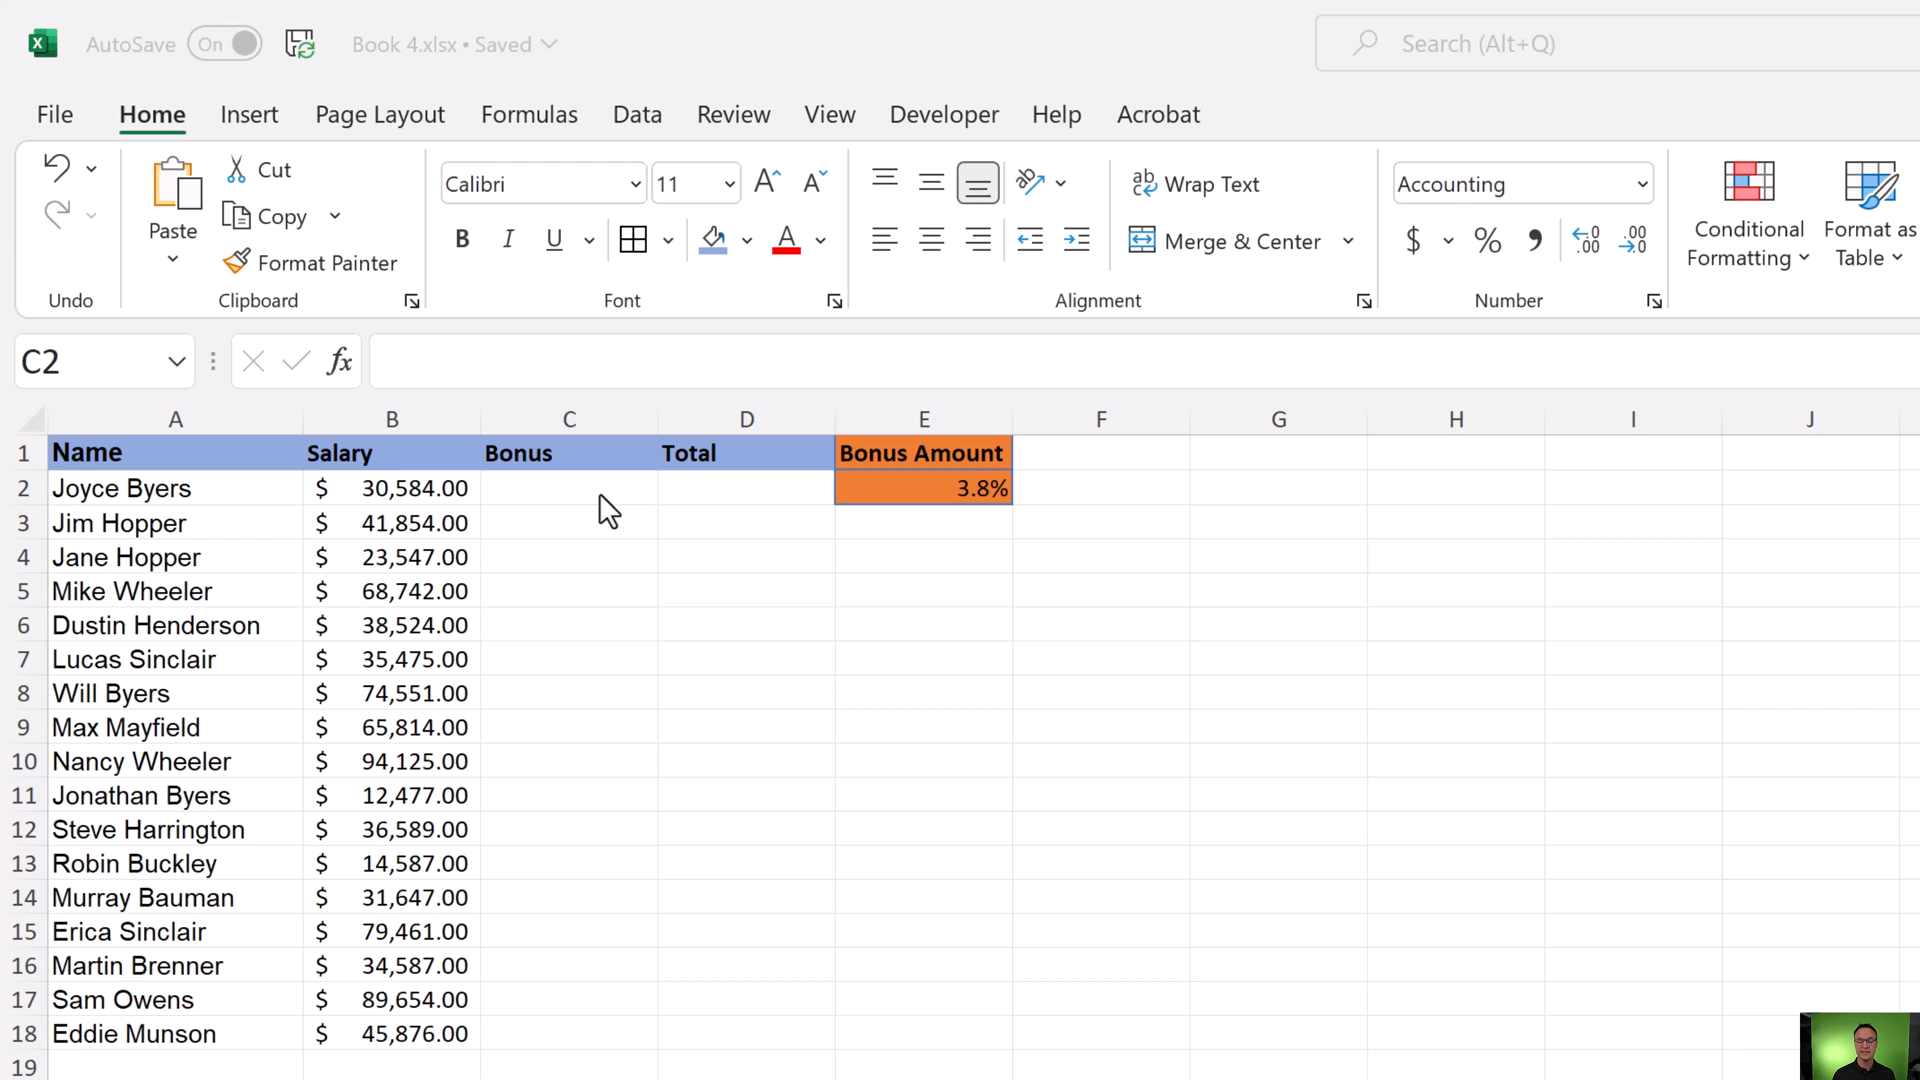 AutoSave On Book 4.xlsx • Saved Search (Alt+Q)
File Home Insert Page Layout Formulas Data Review View Developer Help Acrobat
Paste Cut Copy Format Painter
Calibri 11 B I U A
ab Wrap Text Merge & Center
Accounting $ % , .00 .00
Conditional Formatting Format as Table
Undo Clipboard Font Alignment Number
C2 fx
A B C D E F G H I J
1 Name Salary Bonus Total Bonus Amount
2 Joyce Byers $ 30,584.00 3.8%
3 Jim Hopper $ 41,854.00
4 Jane Hopper $ 23,547.00
5 Mike Wheeler $ 68,742.00
6 Dustin Henderson $ 38,524.00
7 Lucas Sinclair $ 35,475.00
8 Will Byers $ 74,551.00
9 Max Mayfield $ 65,814.00
10 Nancy Wheeler $ 94,125.00
11 Jonathan Byers $ 12,477.00
12 Steve Harrington $ 36,589.00
13 Robin Buckley $ 14,587.00
14 Murray Bauman $ 31,647.00
15 Erica Sinclair $ 79,461.00
16 Martin Brenner $ 34,587.00
17 Sam Owens $ 89,654.00
18 Eddie Munson $ 45,876.00
19